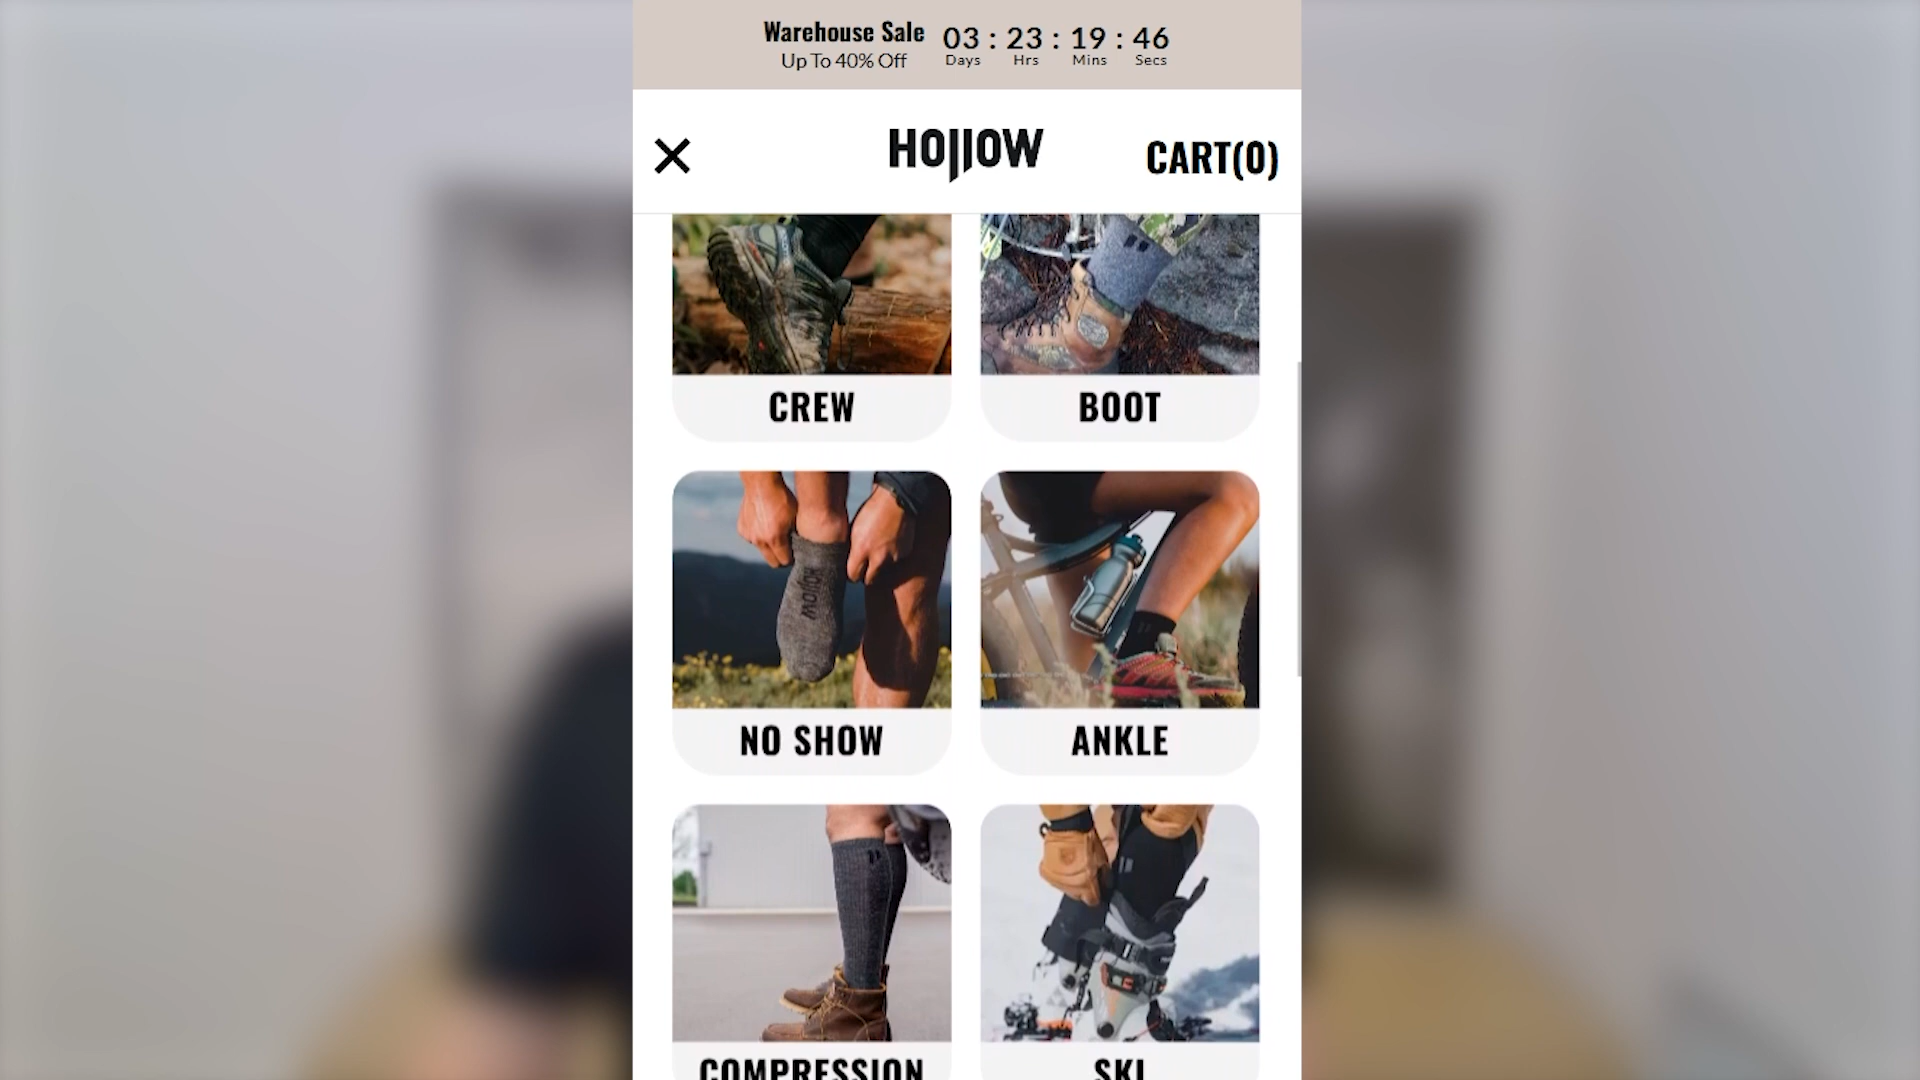 Warehouse Sale
Up To 40% Off
03 : 23 : 19 : 46
Days Hrs Mins Secs
HOLLOW
CART(0)
CREW
BOOT
HOLLOW
NO SHOW
ANKLE
COMPRESSION
SKI